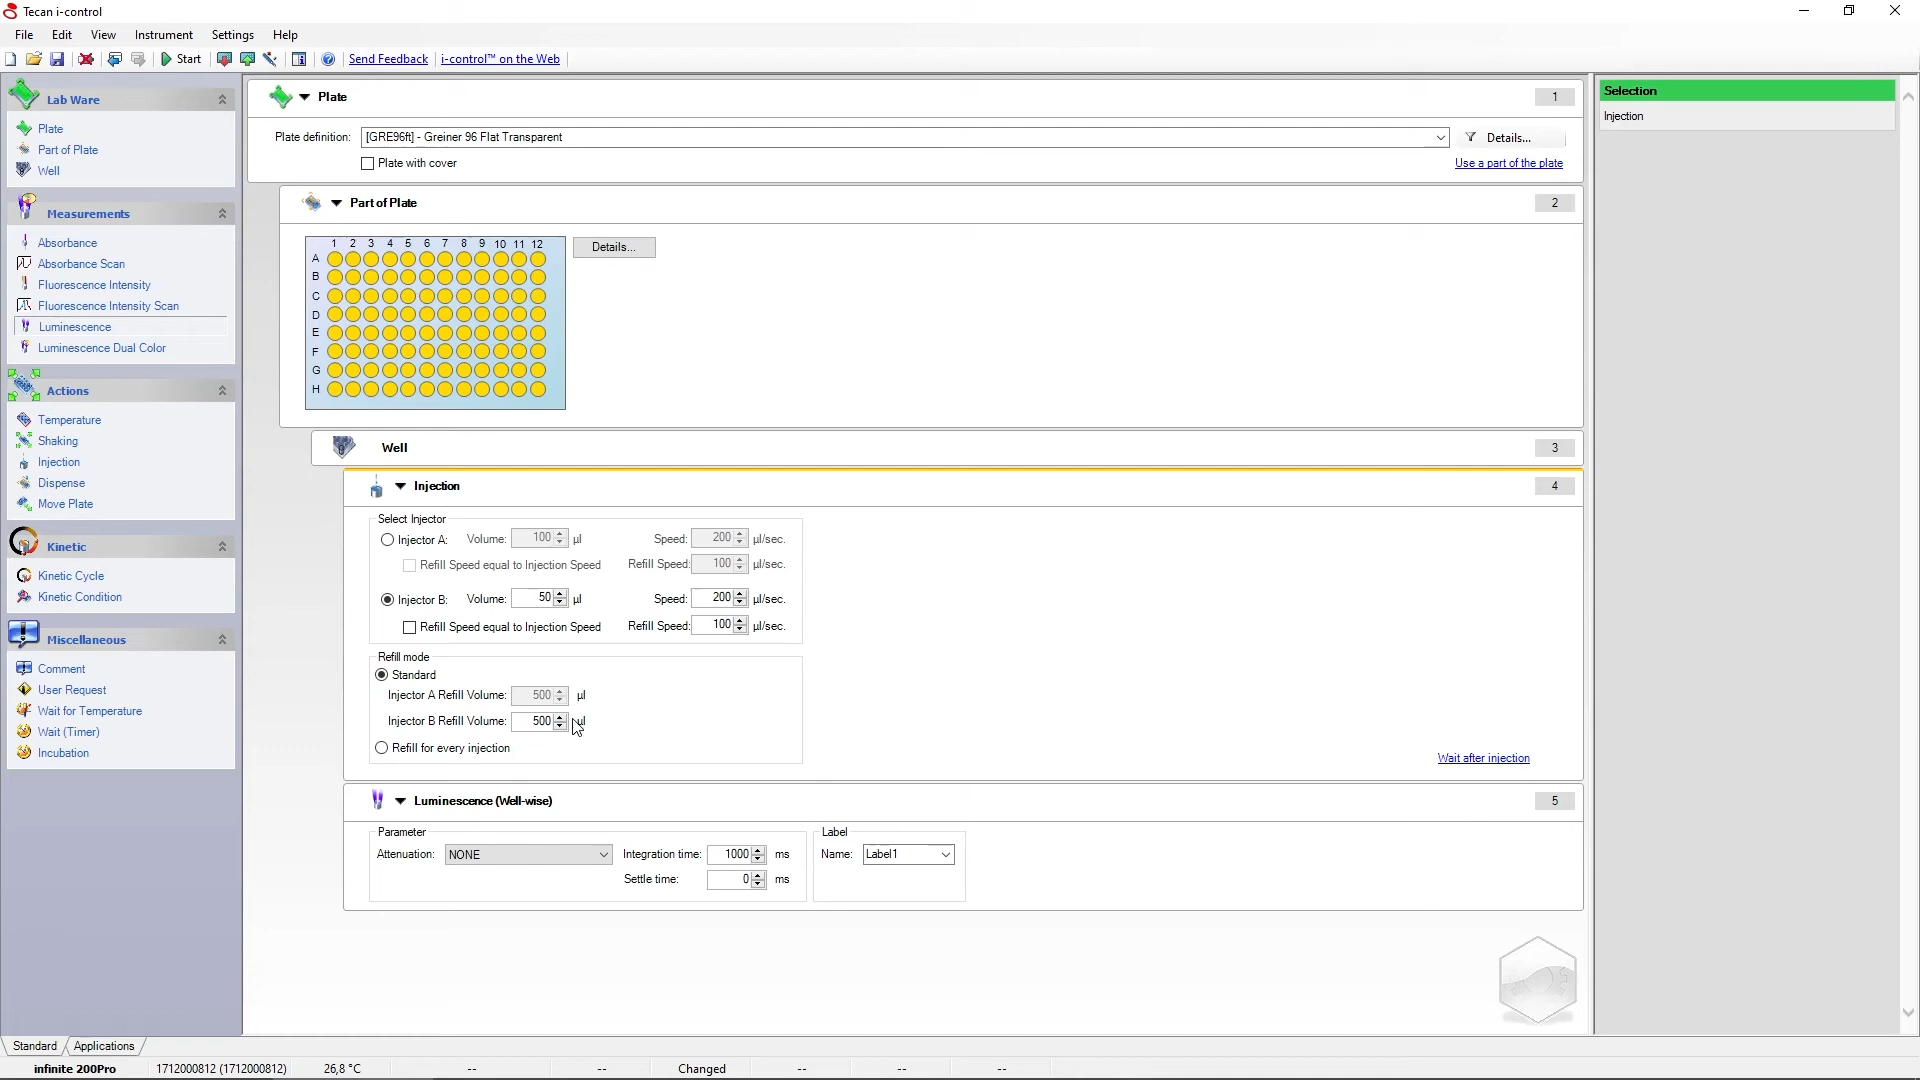 Tecan i-control
File Edit View Instrument Settings Help
Start Send Feedback i-control™ on the Web
Lab Ware
Plate
Part of Plate
Well
Measurements
Absorbance
Absorbance Scan
Fluorescence Intensity
Fluorescence Intensity Scan
Luminescence
Luminescence Dual Color
Actions
Temperature
Shaking
Injection
Dispense
Move Plate
Kinetic
Kinetic Cycle
Kinetic Condition
Miscellaneous
Comment
User Request
Wait for Temperature
Wait (Timer)
Incubation
Plate 1
Plate definition: [GRE96ft] - Greiner 96 Flat Transparent Details...
Plate with cover Use a part of the plate
Part of Plate 2
1 2 3 4 5 6 7 8 9 10 11 12
Details...
A
B
C
D
E
F
G
H
Well 3
Injection 4
Select Injector
Injector A: Volume: 100 µl Speed: 200 µl/sec.
Refill Speed equal to Injection Speed Refill Speed: 100 µl/sec.
Injector B: Volume: 50 µl Speed: 200 µl/sec.
Refill Speed equal to Injection Speed Refill Speed: 100 µl/sec.
Refill mode
Standard
Injector A Refill Volume: 500 µl
Injector B Refill Volume: 500 µl
Refill for every injection
Wait after injection
Luminescence (Well-wise) 5
Parameter Label
Attenuation: NONE Integration time: 1000 ms Name: Label1
Settle time: 0 ms
Selection
Injection
Standard Applications
infinite 200Pro 1712000812 (1712000812) 26,8 °C -- -- Changed -- -- --